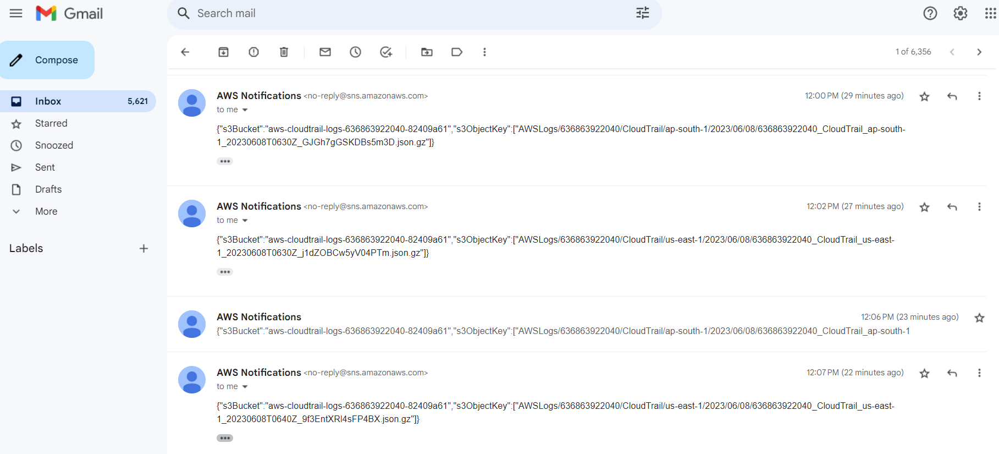 Gmail
Search mail
Compose
1 of 6,356
Inbox 5,621
Starred
Snoozed
Sent
Drafts
More
Labels
AWS Notifications <no-reply@sns.amazonaws.com> 12:00 PM (29 minutes ago)
to me
{"s3Bucket":"aws-cloudtrail-logs-636863922040-82409a61","s3ObjectKey":["AWSLogs/636863922040/CloudTrail/ap-south-1/2023/06/08/636863922040_CloudTrail_ap-south-
1_20230608T0630Z_GJGh7gGSKDBs5m3D.json.gz"]}
AWS Notifications <no-reply@sns.amazonaws.com> 12:02 PM (27 minutes ago)
to me
{"s3Bucket":"aws-cloudtrail-logs-636863922040-82409a61","s3ObjectKey":["AWSLogs/636863922040/CloudTrail/us-east-1/2023/06/08/636863922040_CloudTrail_us-east-
1_20230608T0630Z_j1dZOBCw5yV04PTm.json.gz"]}
AWS Notifications 12:06 PM (23 minutes ago)
{"s3Bucket":"aws-cloudtrail-logs-636863922040-82409a61","s3ObjectKey":["AWSLogs/636863922040/CloudTrail/ap-south-1/2023/06/08/636863922040_CloudTrail_ap-south-1
AWS Notifications <no-reply@sns.amazonaws.com> 12:07 PM (22 minutes ago)
to me
{"s3Bucket":"aws-cloudtrail-logs-636863922040-82409a61","s3ObjectKey":["AWSLogs/636863922040/CloudTrail/us-east-1/2023/06/08/636863922040_CloudTrail_us-east-
1_20230608T0640Z_9f3EntXRl4sFP4BX.json.gz"]}